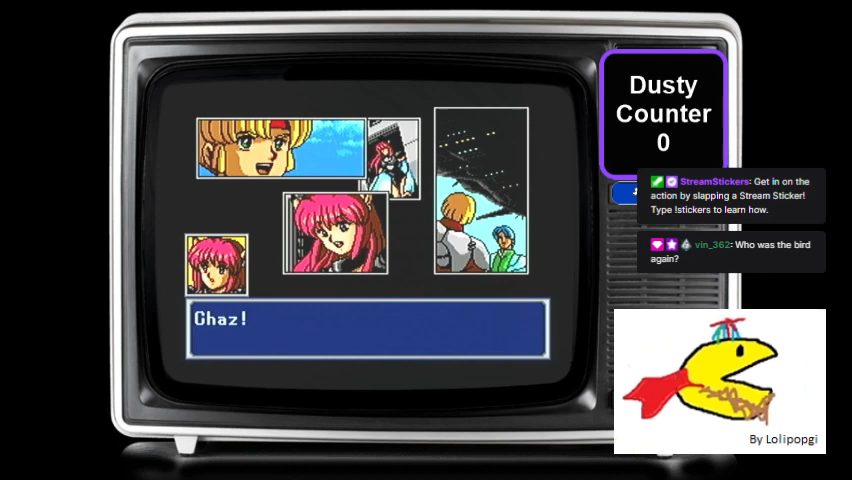 Dusty
Counter
0
StreamStickers: Get in on the
action by slapping a Stream Sticker!
Type !stickers to learn how.
vin_362: Who was the bird
again?
Chaz!
By Lolipopgi